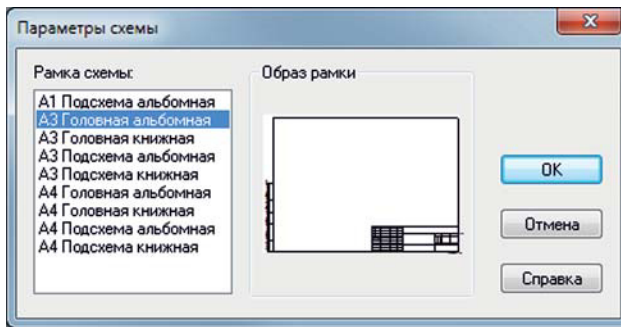 Параметры схемы
Рамка схемы:
А1 Подсхема альбомная
А3 Головная альбомная
А3 Головная книжная
А3 Подсхема альбомная
А3 Подсхема книжная
А4 Головная альбомная
А4 Головная книжная
А4 Подсхема альбомная
А4 Подсхема книжная
Образ рамки
ОК
Отмена
Справка